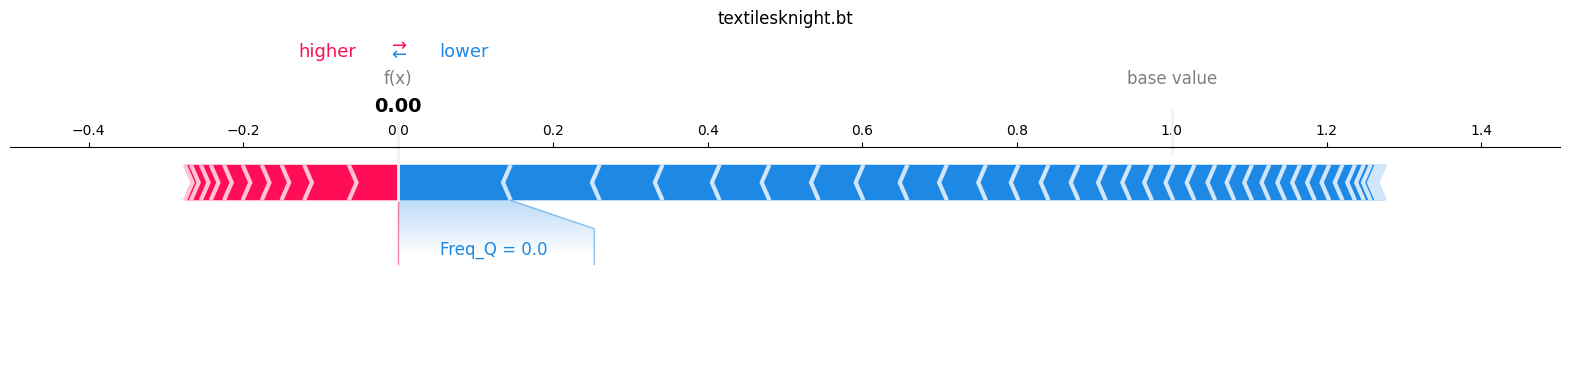 textilesknight.bt
higher ⇄ lower
f(x) base value
0.00
−0.4 −0.2 0.0 0.2 0.4 0.6 0.8 1.0 1.2 1.4
Freq_Q = 0.0